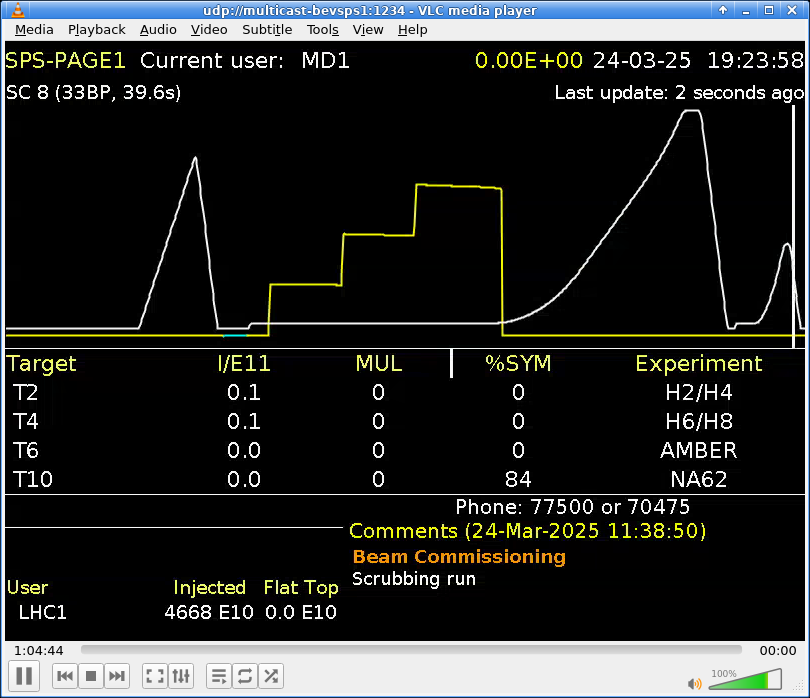 udp://multicast-bevsps1:1234 - VLC media player
Media Playback Audio Video Subtitle Tools View Help
SPS-PAGE1 Current user: MD1 0.00E+00 24-03-25 19:23:58
SC 8 (33BP, 39.6s) Last update: 2 seconds ago
Target I/E11 MUL %SYM Experiment
T2 0.1 0 0 H2/H4
T4 0.1 0 0 H6/H8
T6 0.0 0 0 AMBER
T10 0.0 0 84 NA62
Phone: 77500 or 70475
Comments (24-Mar-2025 11:38:50)
Beam Commissioning
Scrubbing run
User Injected Flat Top
LHC1 4668 E10 0.0 E10
1:04:44 00:00
100%